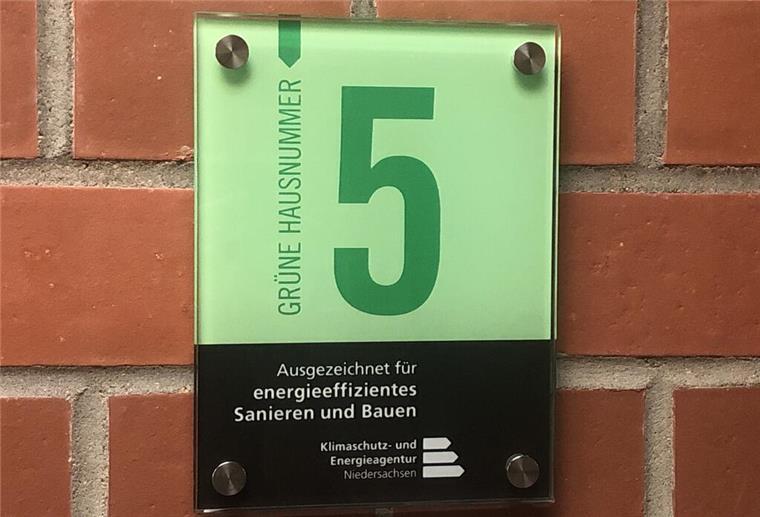 GRÜNE HAUSNUMMER
5
Ausgezeichnet für
energieeffizientes
Sanieren und Bauen
Klimaschutz- und
Energieagentur
Niedersachsen